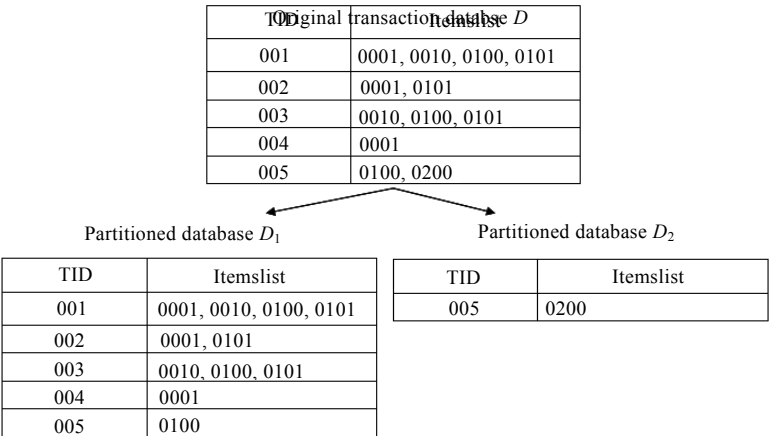 Original transaction databse D
TID Itemslist
001 0001, 0010, 0100, 0101
002 0001, 0101
003 0010, 0100, 0101
004 0001
005 0100, 0200
Partitioned database D₁
Partitioned database D₂
TID Itemslist
001 0001, 0010, 0100, 0101
002 0001, 0101
003 0010, 0100, 0101
004 0001
005 0100
TID Itemslist
005 0200